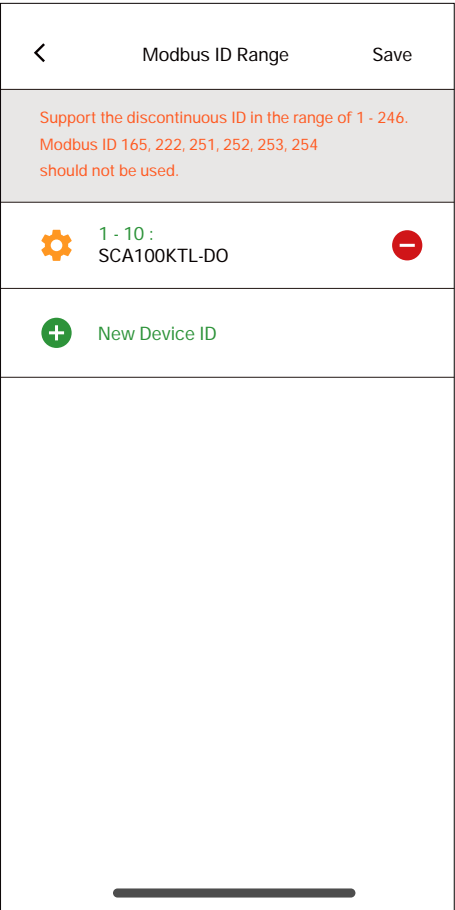 Modbus ID Range
Save
Support the discontinuous ID in the range of 1 - 246.
Modbus ID 165, 222, 251, 252, 253, 254
should not be used.
1 - 10 :
SCA100KTL-DO
New Device ID